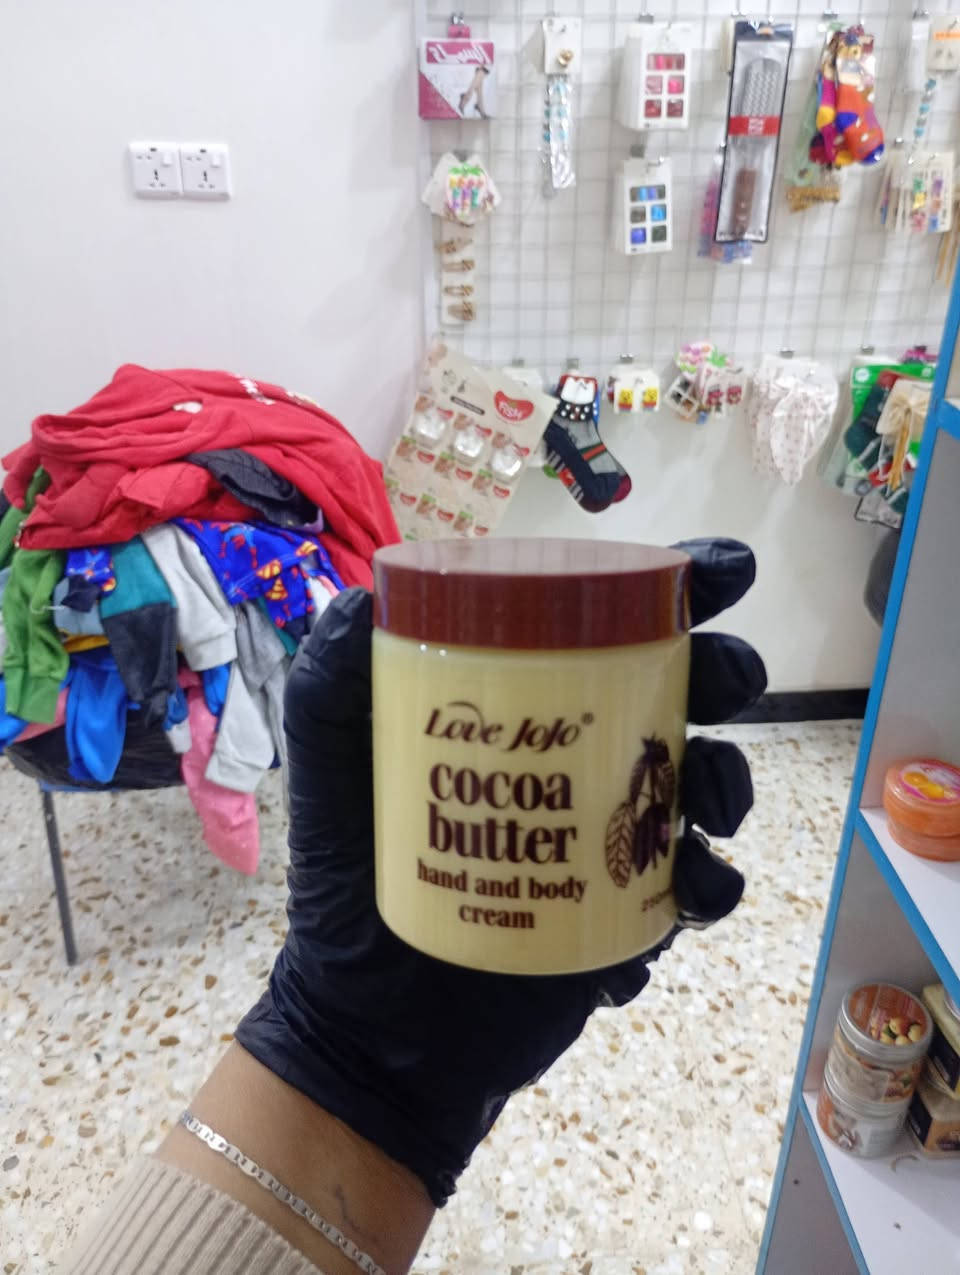 Love JoJo®
cocoa
butter
hand and body
cream